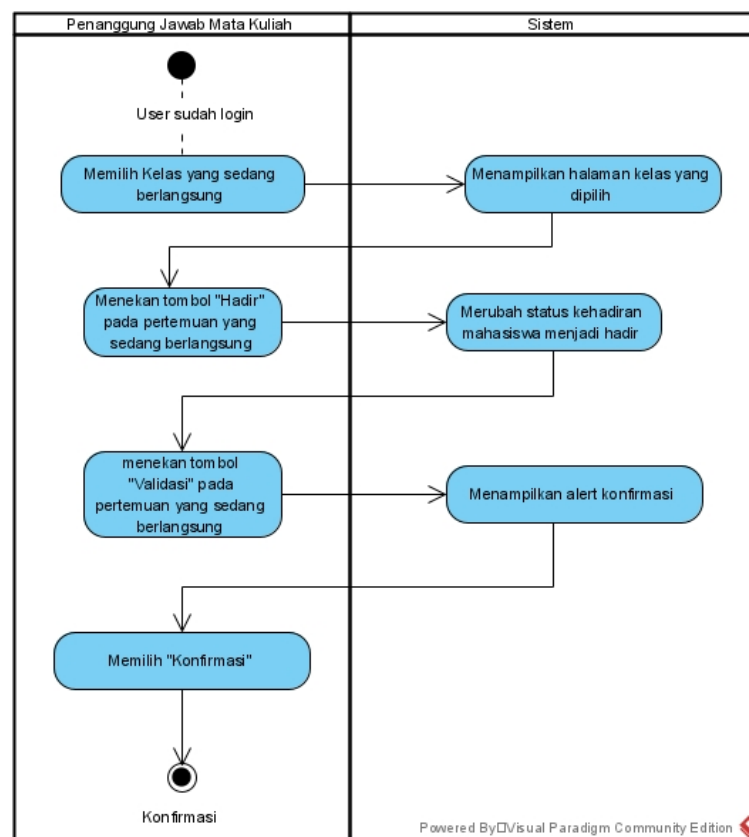 Penanggung Jawab Mata Kuliah
Sistem
User sudah login
Memilih Kelas yang sedang
berlangsung
Menampilkan halaman kelas yang
dipilih
Menekan tombol "Hadir"
pada pertemuan yang
sedang berlangsung
Merubah status kehadiran
mahasiswa menjadi hadir
menekan tombol
"Validasi" pada
pertemuan yang sedang
berlangsung
Menampilkan alert konfirmasi
Memilih "Konfirmasi"
Konfirmasi
Powered By□Visual Paradigm Community Edition